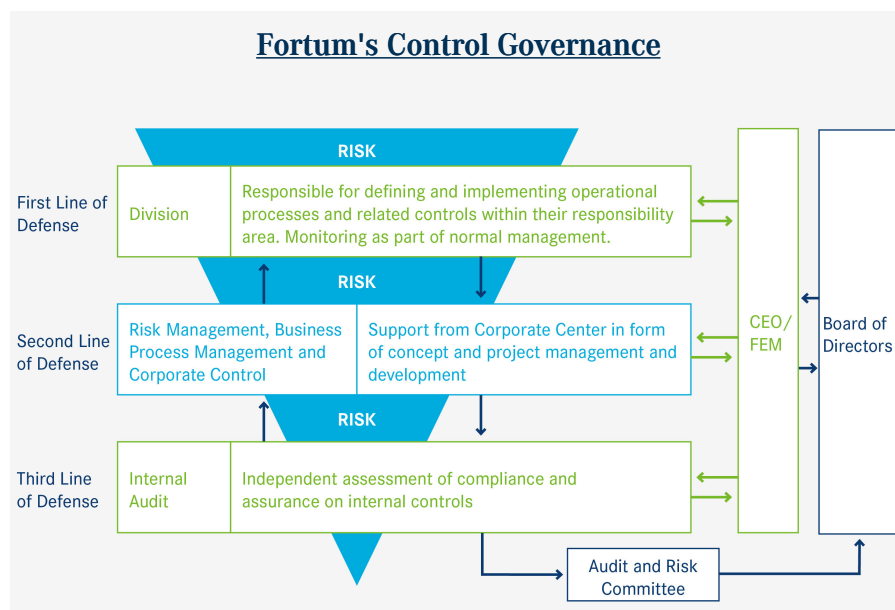 Fortum's Control Governance
RISK
First Line of
Defense
Division
Responsible for defining and implementing operational
processes and related controls within their responsibility
area. Monitoring as part of normal management.
RISK
Second Line
of Defense
Risk Management, Business
Process Management and
Corporate Control
Support from Corporate Center in form
of concept and project management and
development
CEO/
FEM
Board of
Directors
RISK
Third Line
of Defense
Internal
Audit
Independent assessment of compliance and
assurance on internal controls
Audit and Risk
Committee